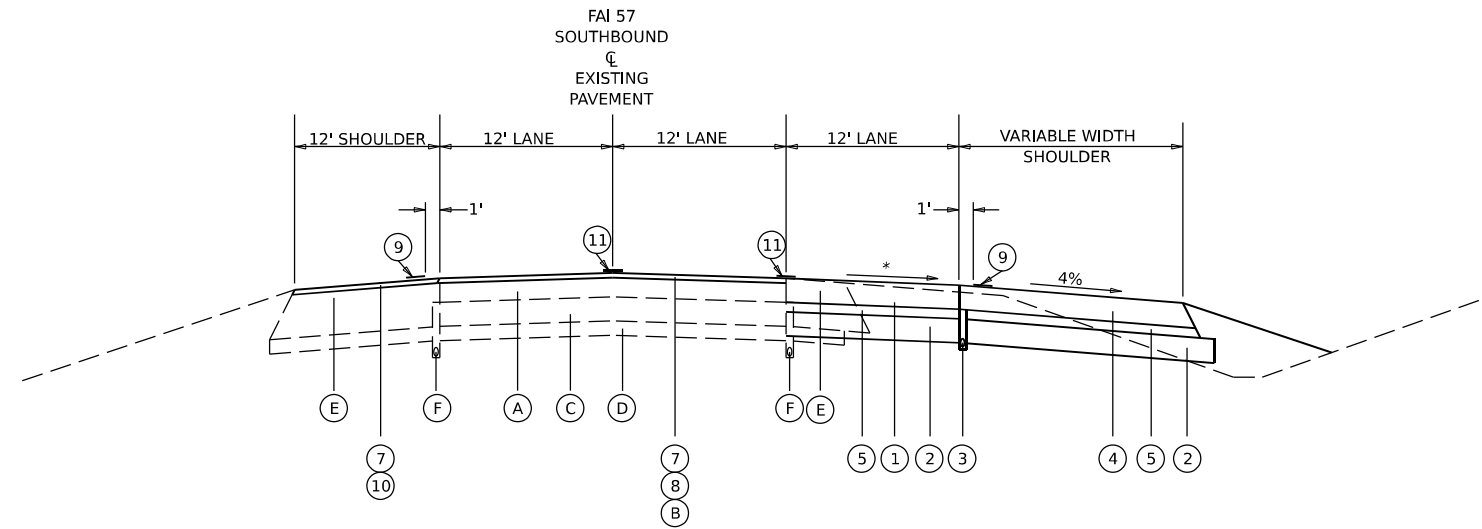 FAI 57
SOUTHBOUND
℄
EXISTING
PAVEMENT
12' SHOULDER
12' LANE
12' LANE
12' LANE
VARIABLE WIDTH
SHOULDER
1'
1'
9
11
11
*
9
4%
E
F
A
C
D
F
E
7
10
7
8
B
5
1
2
3
4
5
2